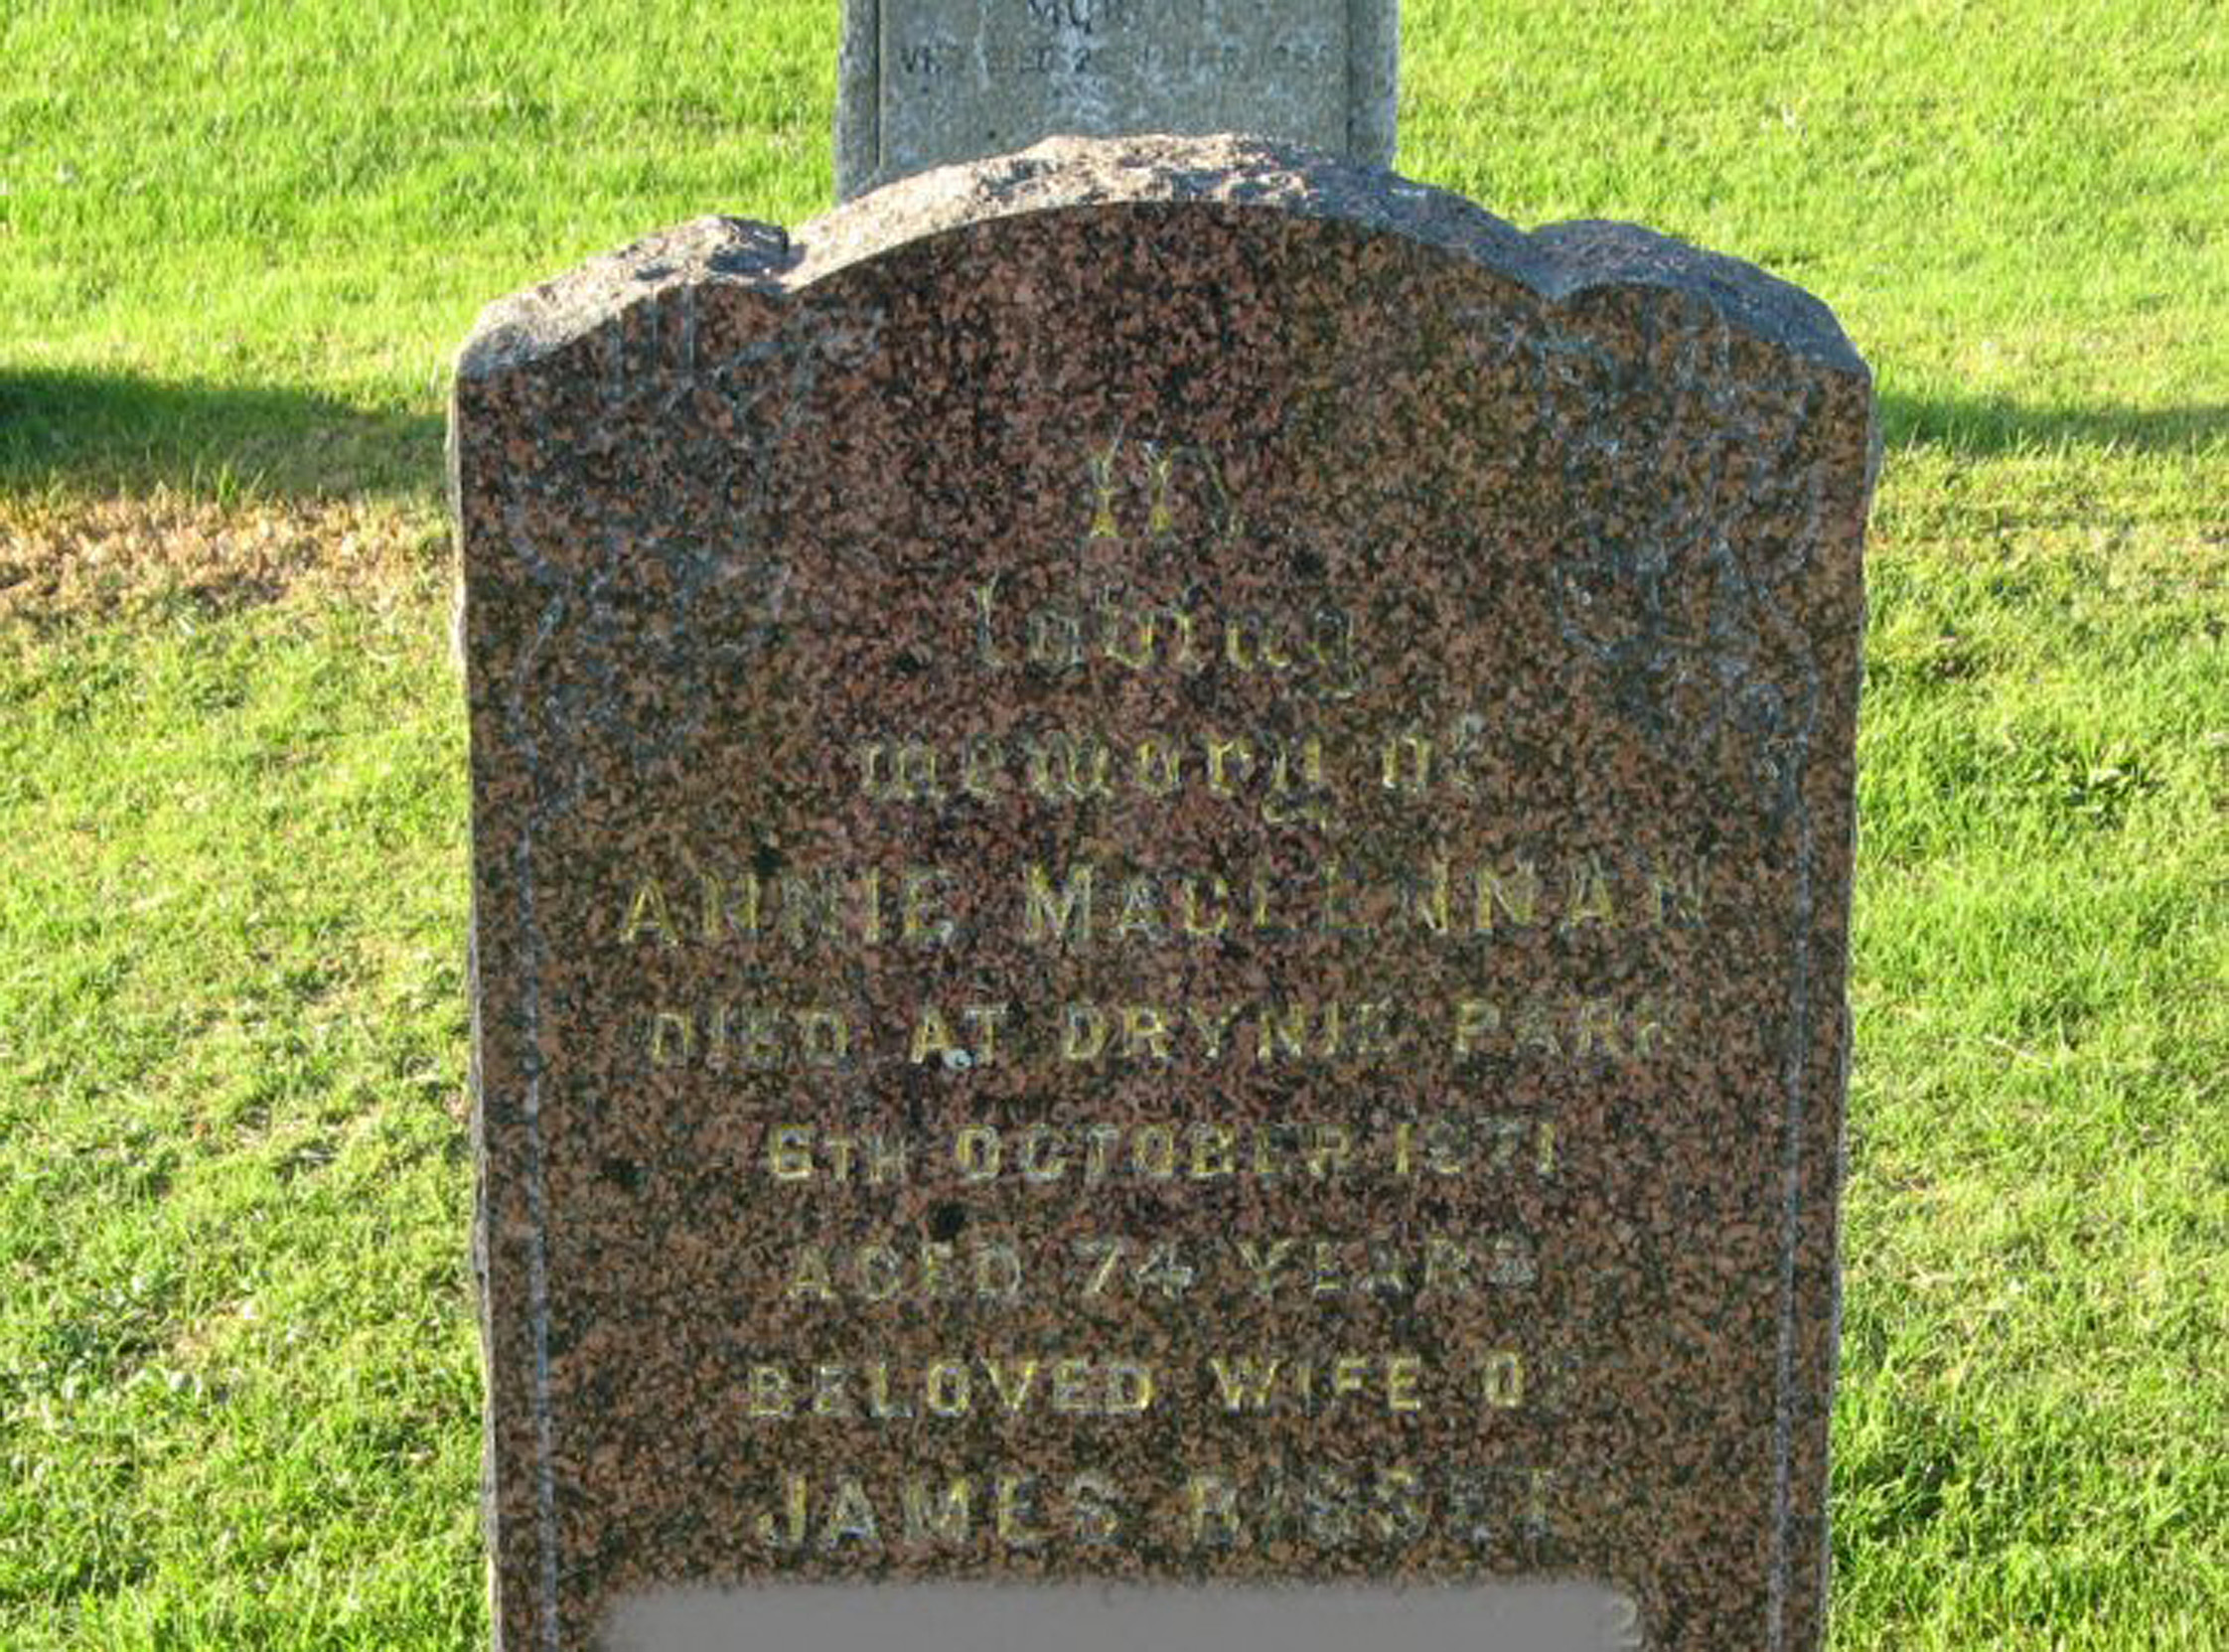 In
Loving
memory of
ANNIE MACLENNAN
DIED AT DRYNIE PARK
6TH OCTOBER 1971
AGED 74 YEARS
BELOVED WIFE OF
JAMES BISSET